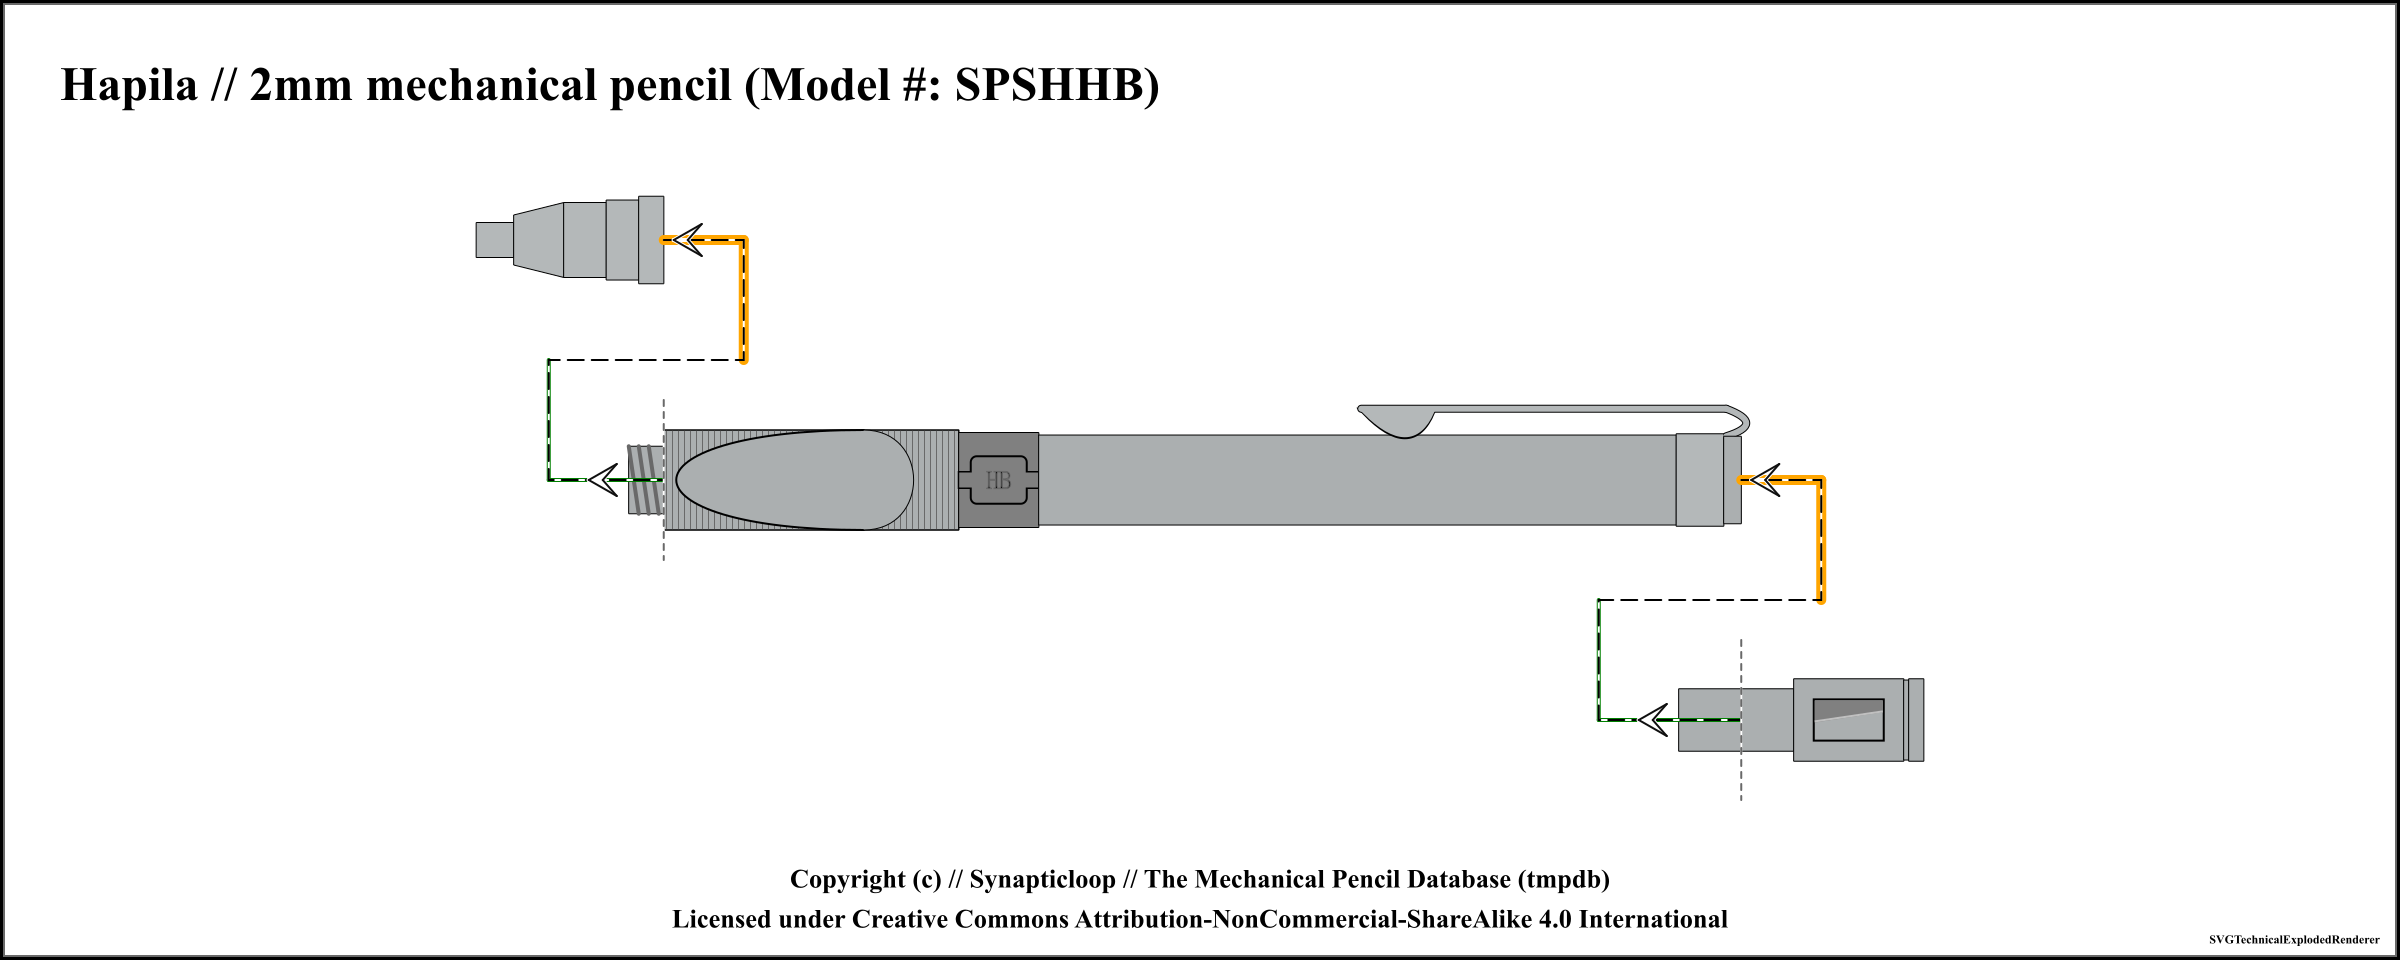 Hapila // 2mm mechanical pencil (Model #: SPSHHB)
HB
Copyright (c) // Synapticloop // The Mechanical Pencil Database (tmpdb)
Licensed under Creative Commons Attribution-NonCommercial-ShareAlike 4.0 International
SVGTechnicalExplodedRenderer